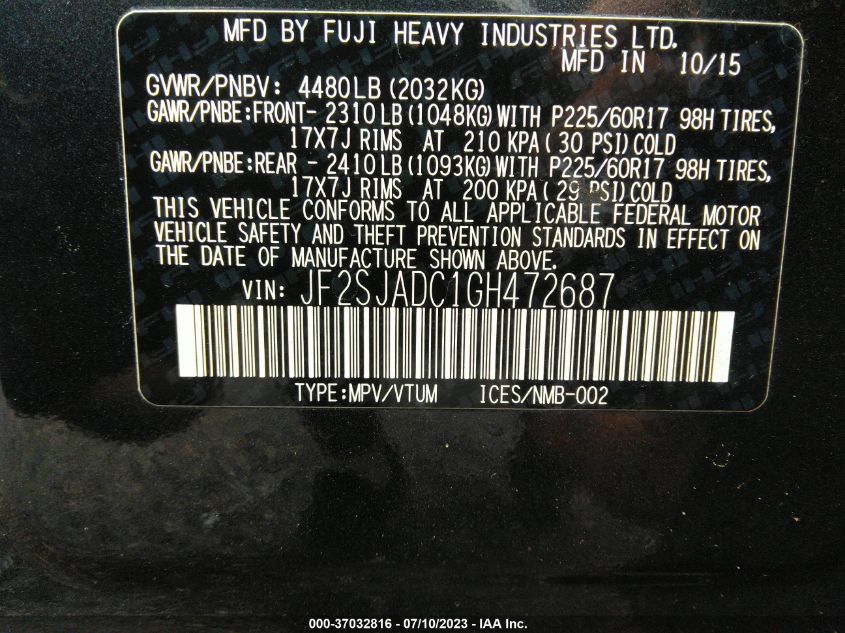 MFD BY FUJI HEAVY INDUSTRIES LTD.
MFD IN 10/15
GVWR/PNBV: 4480LB (2032KG)
GAWR/PNBE:FRONT- 2310LB (1048KG) WITH P225/60R17 98H TIRES,
17X7J RIMS AT 210 KPA( 30 PSI) COLD
GAWR/PNBE:REAR - 2410LB (1093KG) WITH P225/60R17 98H TIRES,
17X7J RIMS AT 200 KPA( 29 PSI) COLD
THIS VEHICLE CONFORMS TO ALL APPLICABLE FEDERAL MOTOR
VEHICLE SAFETY AND THEFT PREVENTION STANDARDS IN EFFECT ON
THE DATE OF MANUFACTURE SHOWN ABOVE.
VIN: JF2SJADC1GH472687
TYPE:MPV/VTUM ICES/NMB-002
000-37032816 - 07/10/2023 - IAA Inc.